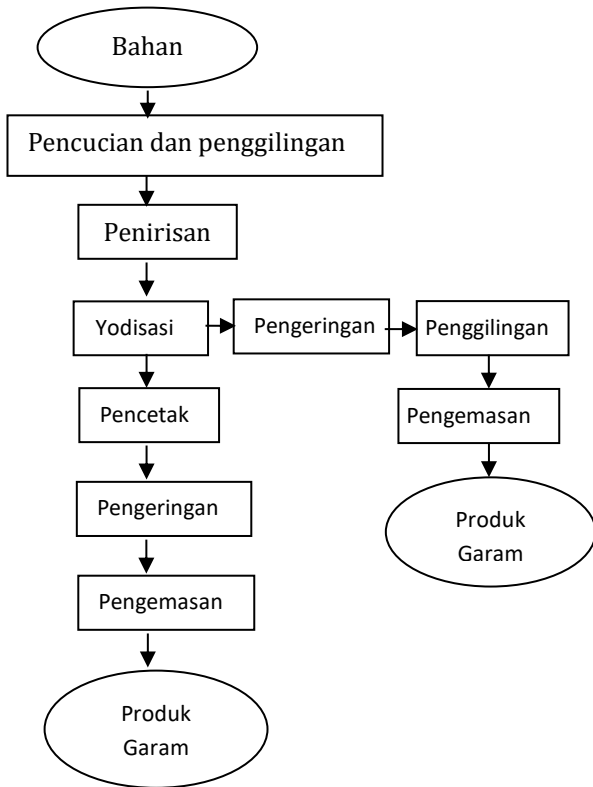 Bahan
Pencucian dan penggilingan
Penirisan
Yodisasi
Pengeringan
Penggilingan
Pencetak
Pengemasan
Pengeringan
Produk
Garam
Pengemasan
Produk
Garam